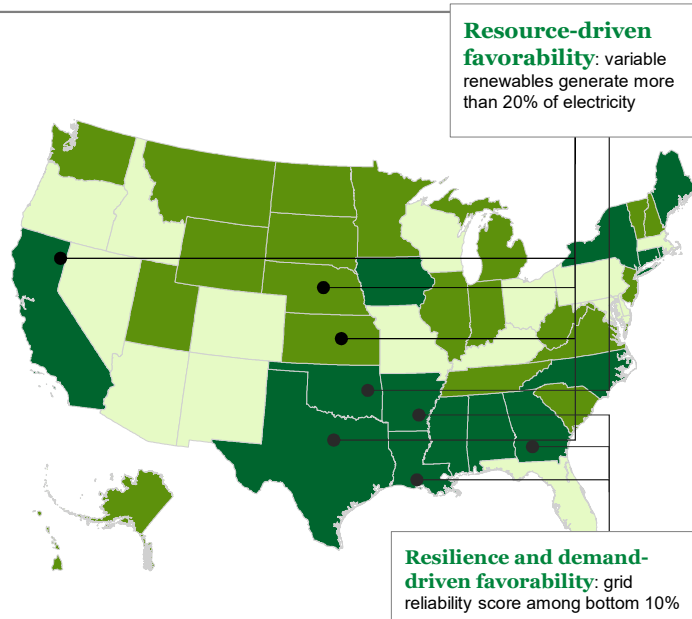 Resource-driven
favorability: variable
renewables generate more
than 20% of electricity
Resilience and demand-
driven favorability: grid
reliability score among bottom 10%